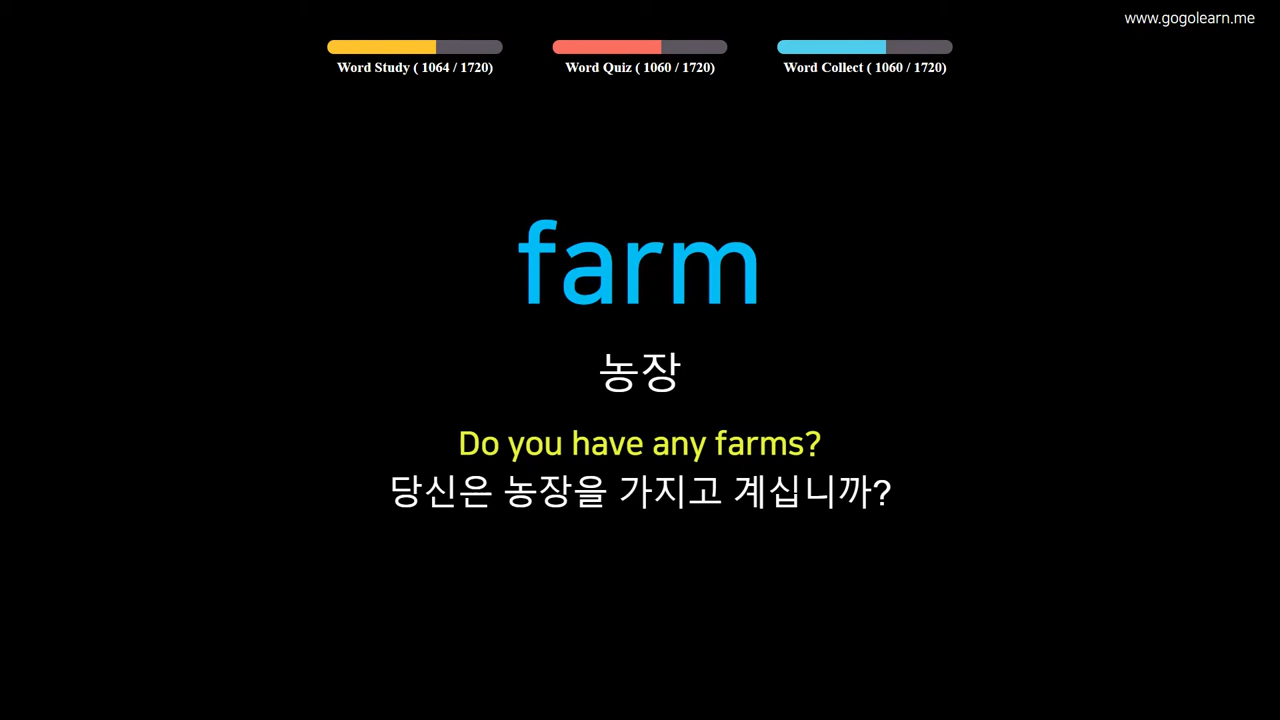 www.gogolearn.me
Word Study ( 1064 / 1720) Word Quiz ( 1060 / 1720) Word Collect ( 1060 / 1720)
farm
농장
Do you have any farms?
당신은 농장을 가지고 계십니까?